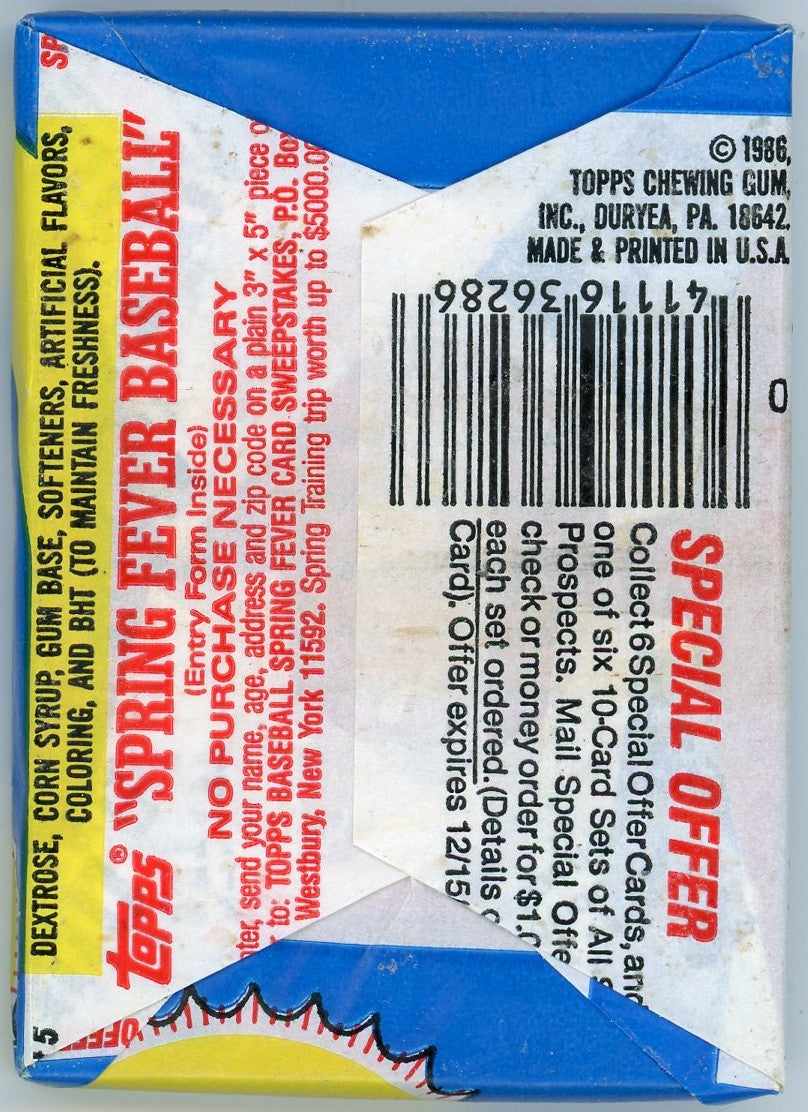 DEXTROSE, CORN SYRUP, GUM BASE, SOFTENERS, ARTIFICIAL FLAVORS,
COLORING, AND BHT (TO MAINTAIN FRESHNESS).
Topps® "SPRING FEVER BASEBALL"
(Entry Form Inside)
NO PURCHASE NECESSARY
send your name, age, address and zip code on a plain 3" x 5" piece
to: TOPPS BASEBALL SPRING FEVER CARD SWEEPSTAKES, P.O.
Westbury, New York 11592. Spring Training trip worth up to $5000.00
© 1986,
TOPPS CHEWING GUM,
INC., DURYEA, PA. 18642.
MADE & PRINTED IN U.S.A.
0
41116 36286
SPECIAL OFFER
Collect 6 Special Offer Cards, and
one of six 10-Card Sets of All
Prospects. Mail Special
check or money order for
each set ordered. (Details
Card). Offer expires 12/15/